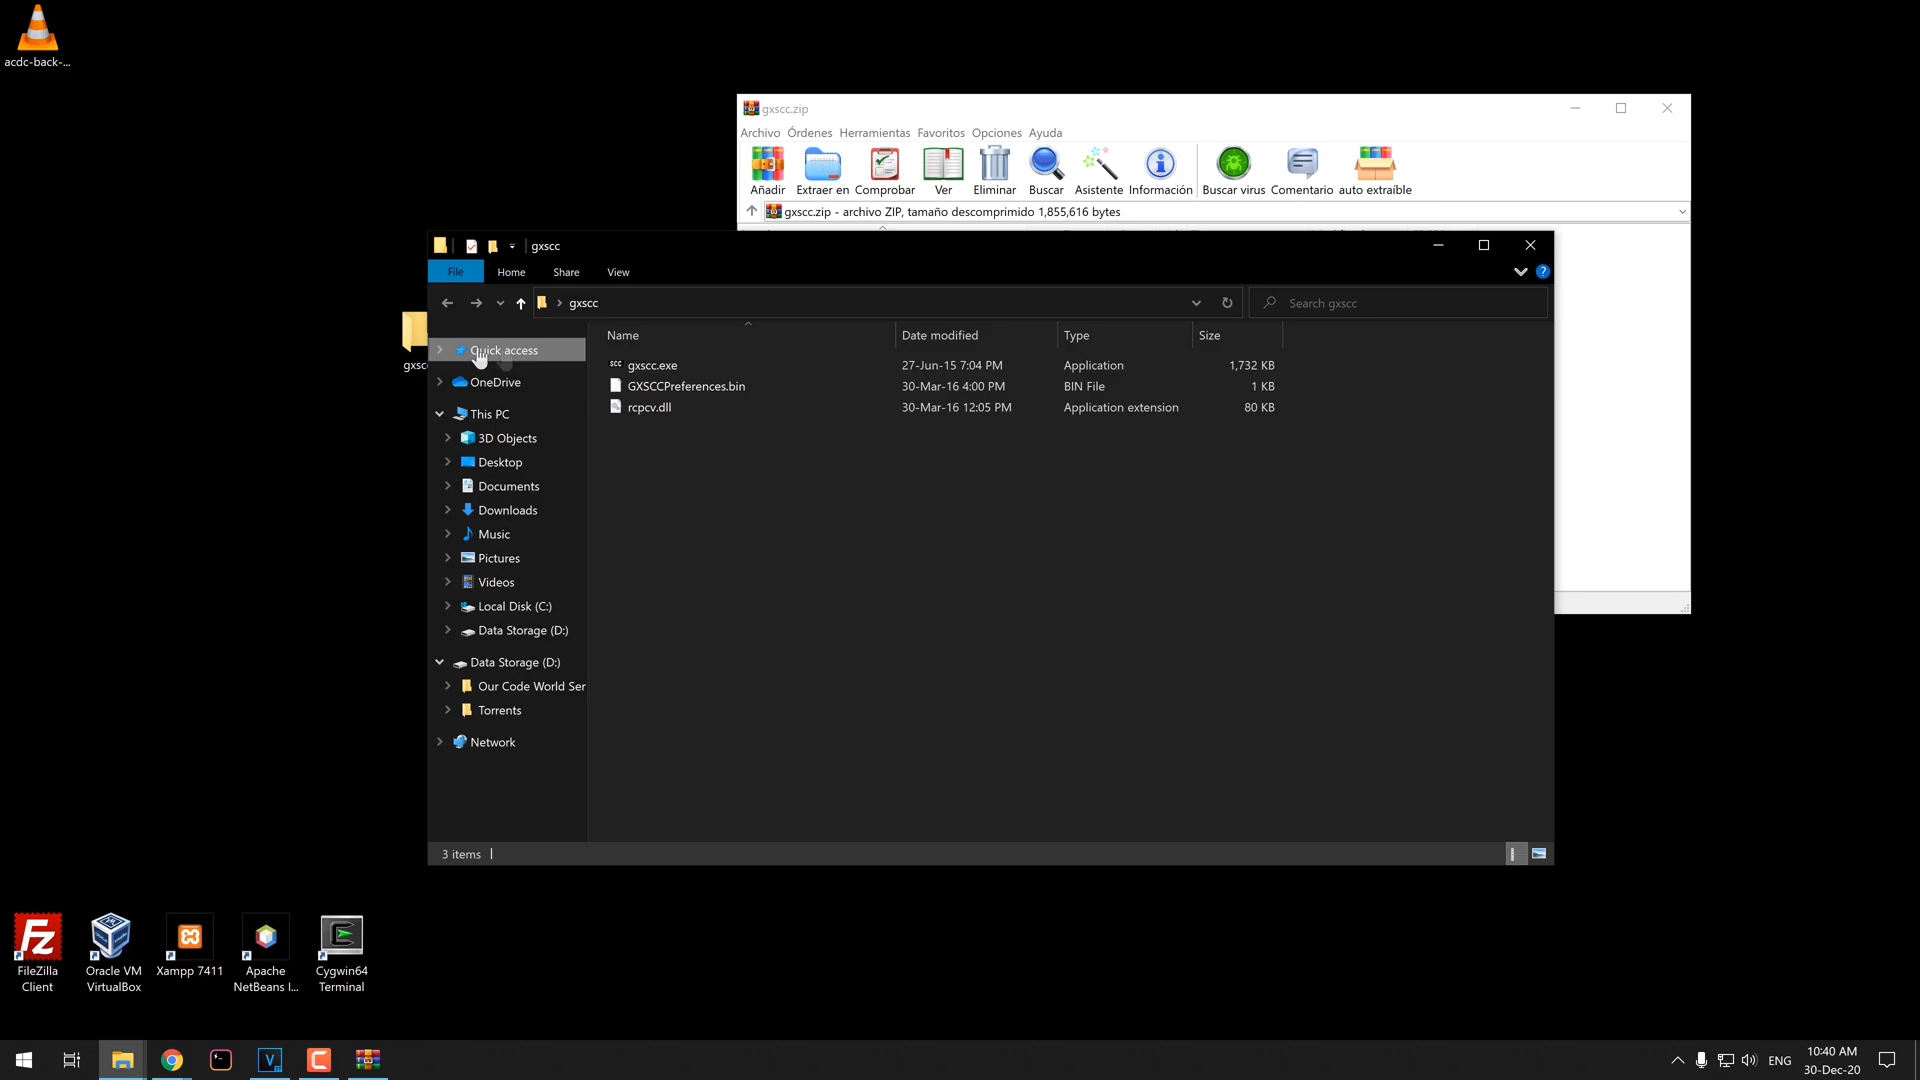 acdc-back-...
gxscc.zip
Archivo Órdenes Herramientas Favoritos Opciones Ayuda
Añadir Extraer en Comprobar Ver Eliminar Buscar Asistente Información Buscar virus Comentario auto extraíble
gxscc.zip - archivo ZIP, tamaño descomprimido 1,855,616 bytes
gxscc
File Home Share View
gxscc
Search gxscc
Name Date modified Type Size
gxscc.exe 27-Jun-15 7:04 PM Application 1,732 KB
GXSCCPreferences.bin 30-Mar-16 4:00 PM BIN File 1 KB
rcpcv.dll 30-Mar-16 12:05 PM Application extension 80 KB
Quick access
OneDrive
This PC
3D Objects
Desktop
Documents
Downloads
Music
Pictures
Videos
Local Disk (C:)
Data Storage (D:)
Data Storage (D:)
Our Code World Ser
Torrents
Network
3 items
gxsc
FileZilla
Client
Oracle VM
VirtualBox
Xampp 7411
Apache
NetBeans I...
Cygwin64
Terminal
ENG
10:40 AM
30-Dec-20